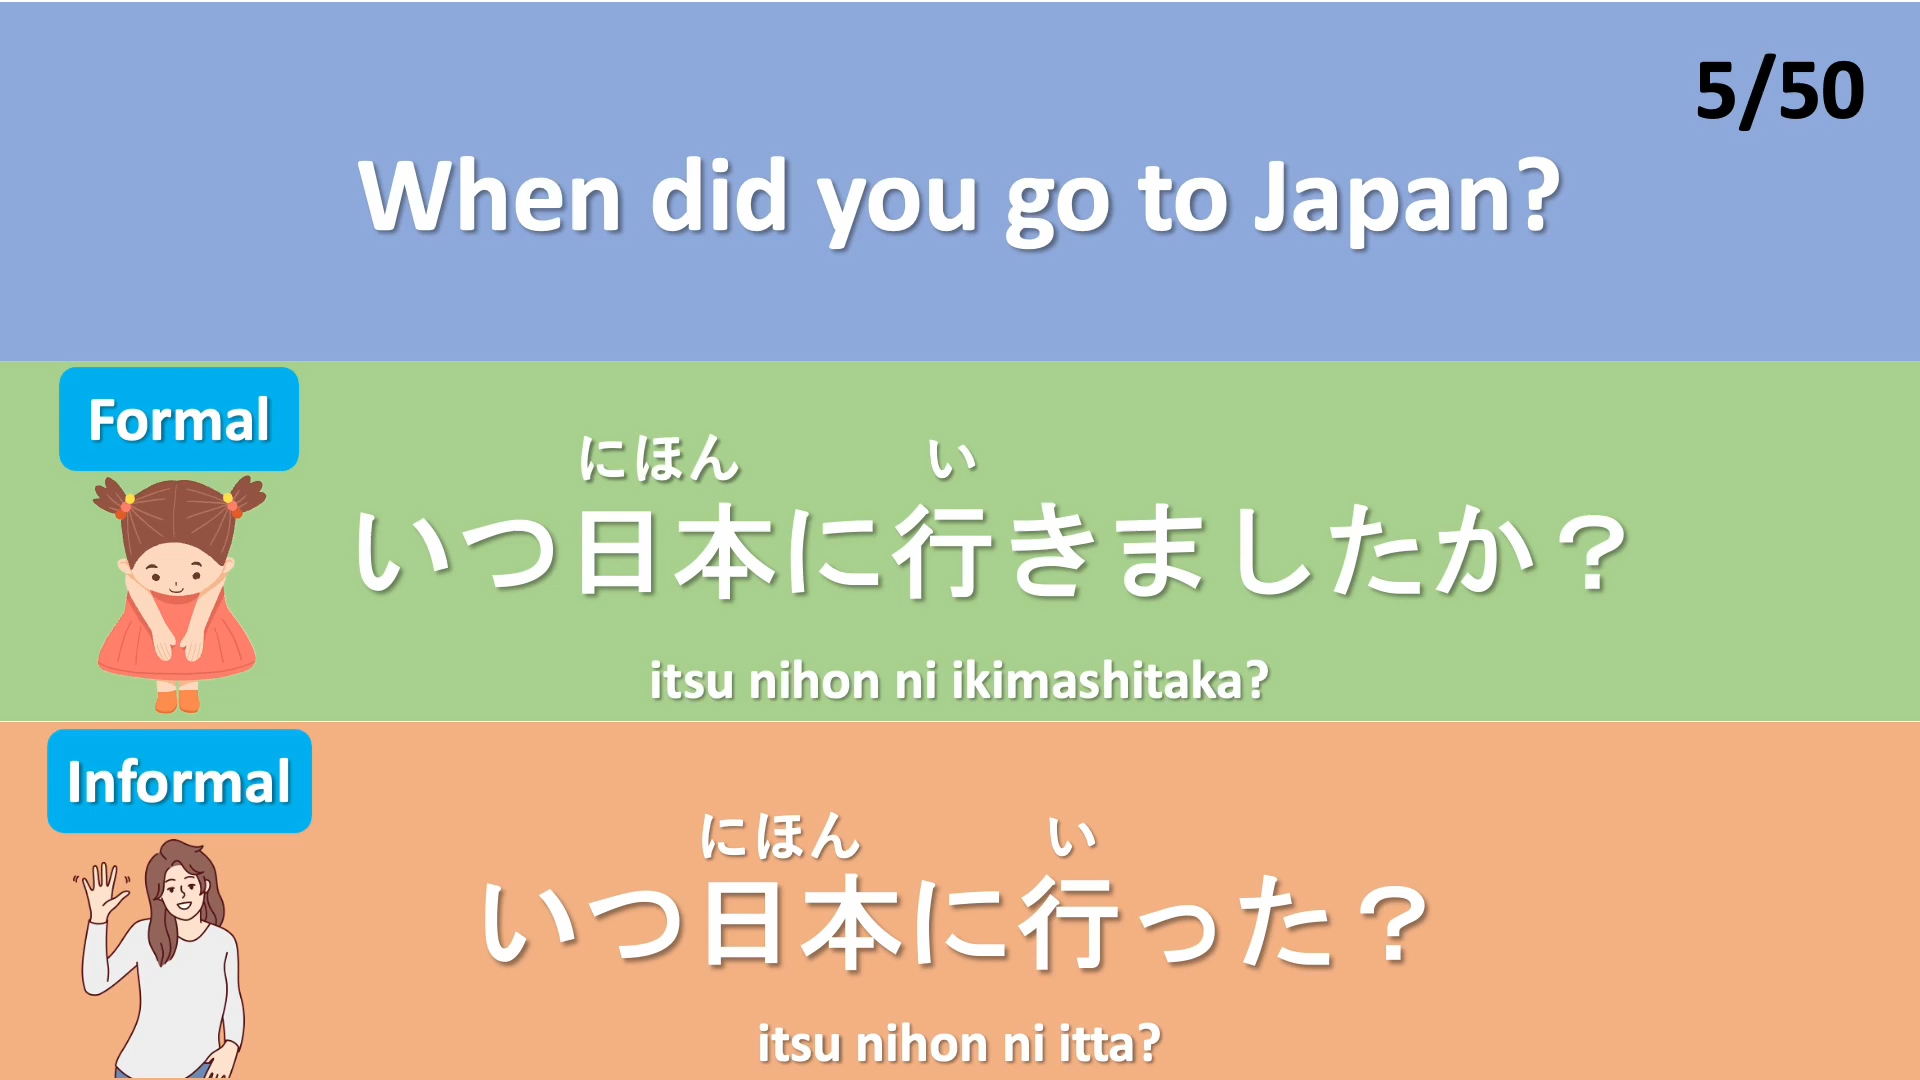 5/50
When did you go to Japan?
Formal
にほん い
いつ日本に行きましたか？
itsu nihon ni ikimashitaka?
Informal
にほん い
いつ日本に行った？
itsu nihon ni itta?